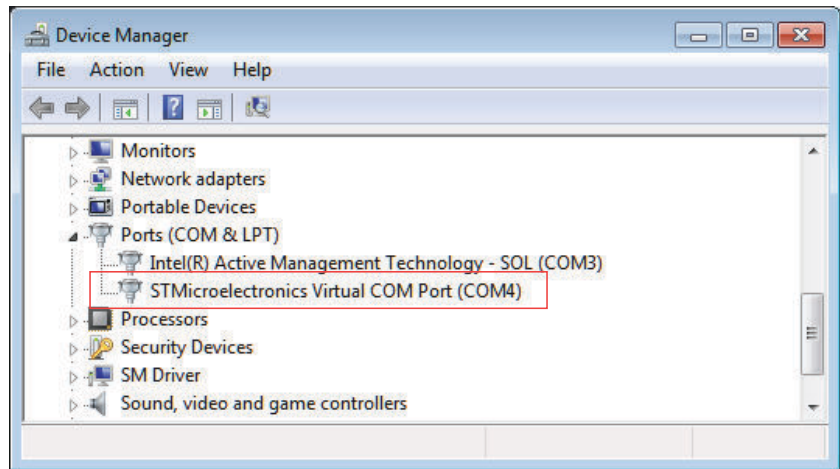 Device Manager
File Action View Help
Monitors
Network adapters
Portable Devices
Ports (COM & LPT)
Intel(R) Active Management Technology - SOL (COM3)
STMicroelectronics Virtual COM Port (COM4)
Processors
Security Devices
SM Driver
Sound, video and game controllers